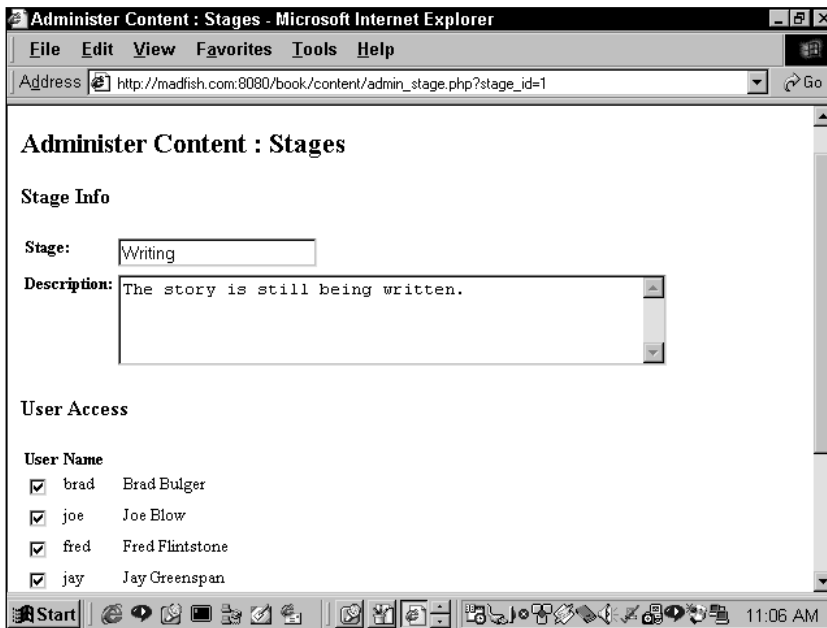 Administer Content : Stages - Microsoft Internet Explorer
File Edit View Favorites Tools Help
Address http://madfish.com:8080/book/content/admin_stage.php?stage_id=1 Go
Administer Content : Stages
Stage Info
Stage: Writing
Description: The story is still being written.
User Access
User Name
brad Brad Bulger
joe Joe Blow
fred Fred Flintstone
jay Jay Greenspan
Start 11:06 AM